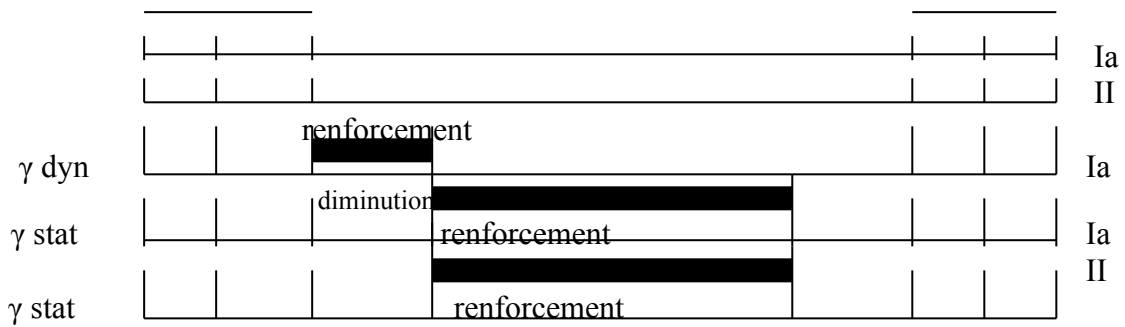 Ia
II
renforcement
γ dyn Ia
diminution
γ stat renforcement Ia
II
γ stat renforcement